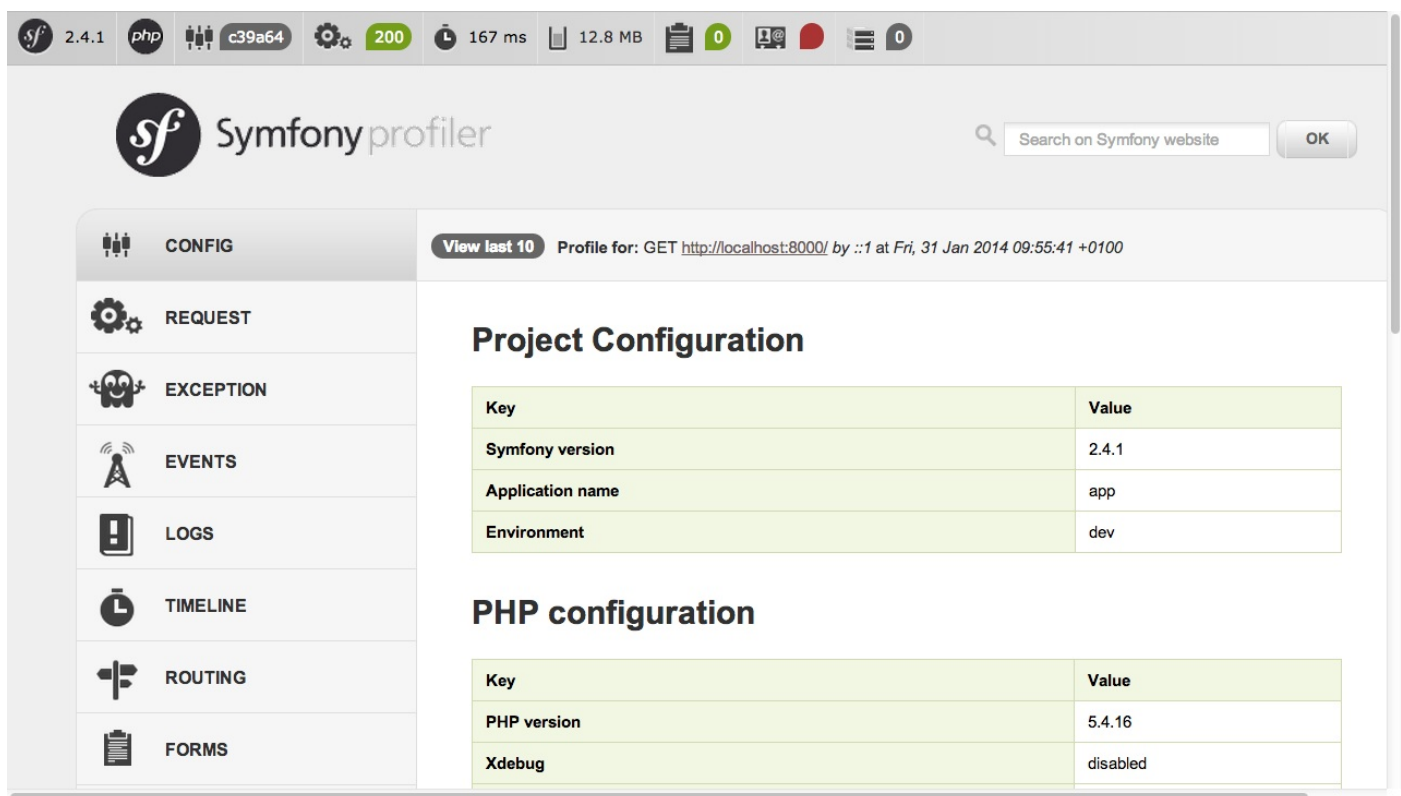 sf 2.4.1 php c39a64 200 167 ms 12.8 MB 0 0
sf Symfony profiler
Search on Symfony website OK
CONFIG
View last 10 Profile for: GET http://localhost:8000/ by ::1 at Fri, 31 Jan 2014 09:55:41 +0100
REQUEST
Project Configuration
EXCEPTION
Key Value
Symfony version 2.4.1
EVENTS
Application name app
Environment dev
LOGS
TIMELINE
PHP configuration
ROUTING
Key Value
PHP version 5.4.16
FORMS
Xdebug disabled